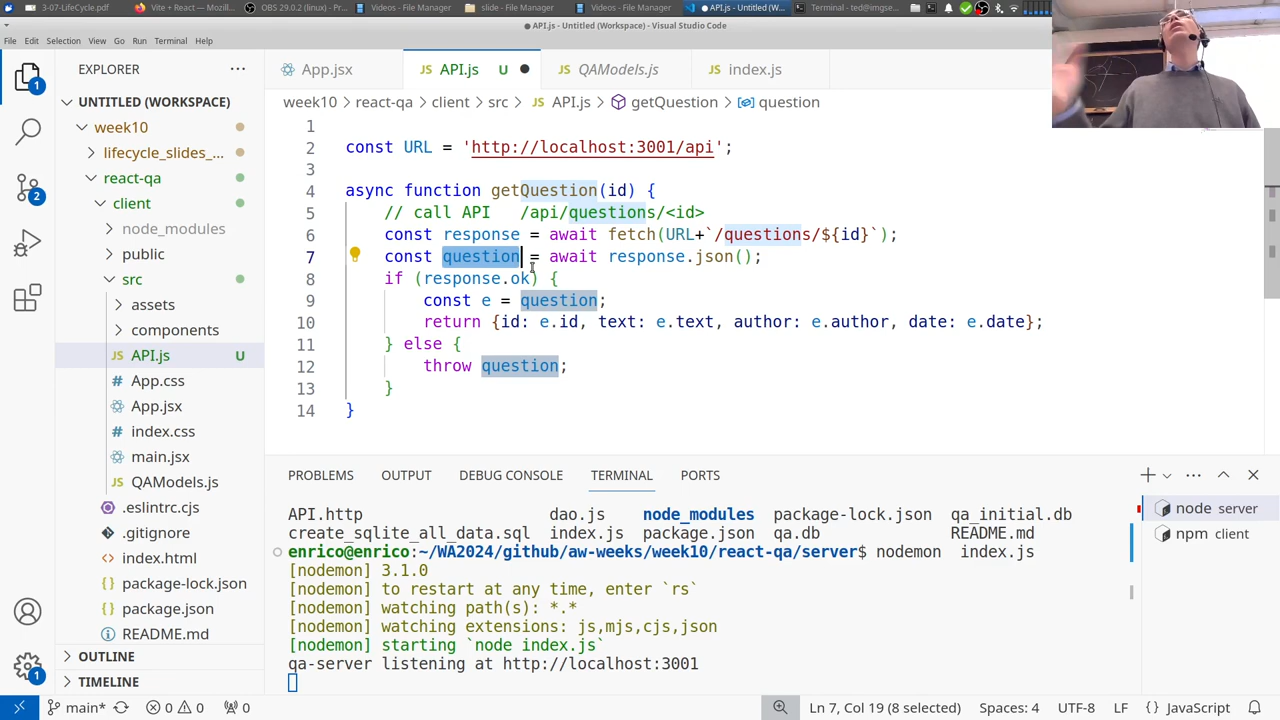 3-07-LifeCycle.pdf
Vite + React — Mozill...
OBS 29.0.2 (linux) - Pr...
Videos - File Manager
slide - File Manager
Videos - File Manager
● API.js - Untitled (W...
Terminal - ted@imgse...
● API.js - Untitled (Workspace) - Visual Studio Code
File Edit Selection View Go Run Terminal Help
EXPLORER
App.jsx
JS API.js U
JS QAModels.js
JS index.js
UNTITLED (WORKSPACE)
week10 > react-qa > client > src > JS API.js > getQuestion > question
week10
lifecycle_slides_...
react-qa
client
node_modules
public
src
assets
components
JS API.js U
# App.css
App.jsx
# index.css
main.jsx
JS QAModels.js
.eslintrc.cjs
.gitignore
index.html
package-lock.json
package.json
README.md
OUTLINE
TIMELINE
1
2 const URL = 'http://localhost:3001/api';
3
4 async function getQuestion(id) {
5 // call API /api/questions/<id>
6 const response = await fetch(URL+`/questions/${id}`);
7 const question = await response.json();
8 if (response.ok) {
9 const e = question;
10 return {id: e.id, text: e.text, author: e.author, date: e.date};
11 } else {
12 throw question;
13 }
14 }
PROBLEMS OUTPUT DEBUG CONSOLE TERMINAL PORTS
API.http dao.js node_modules package-lock.json qa_initial.db
create_sqlite_all_data.sql index.js package.json qa.db README.md
enrico@enrico:~/WA2024/github/aw-weeks/week10/react-qa/server$ nodemon index.js
[nodemon] 3.1.0
[nodemon] to restart at any time, enter `rs`
[nodemon] watching path(s): *.*
[nodemon] watching extensions: js,mjs,cjs,json
[nodemon] starting `node index.js`
qa-server listening at http://localhost:3001
node server
npm client
1
2
1
main* 0 0 0 Ln 7, Col 19 (8 selected) Spaces: 4 UTF-8 LF {} JavaScript